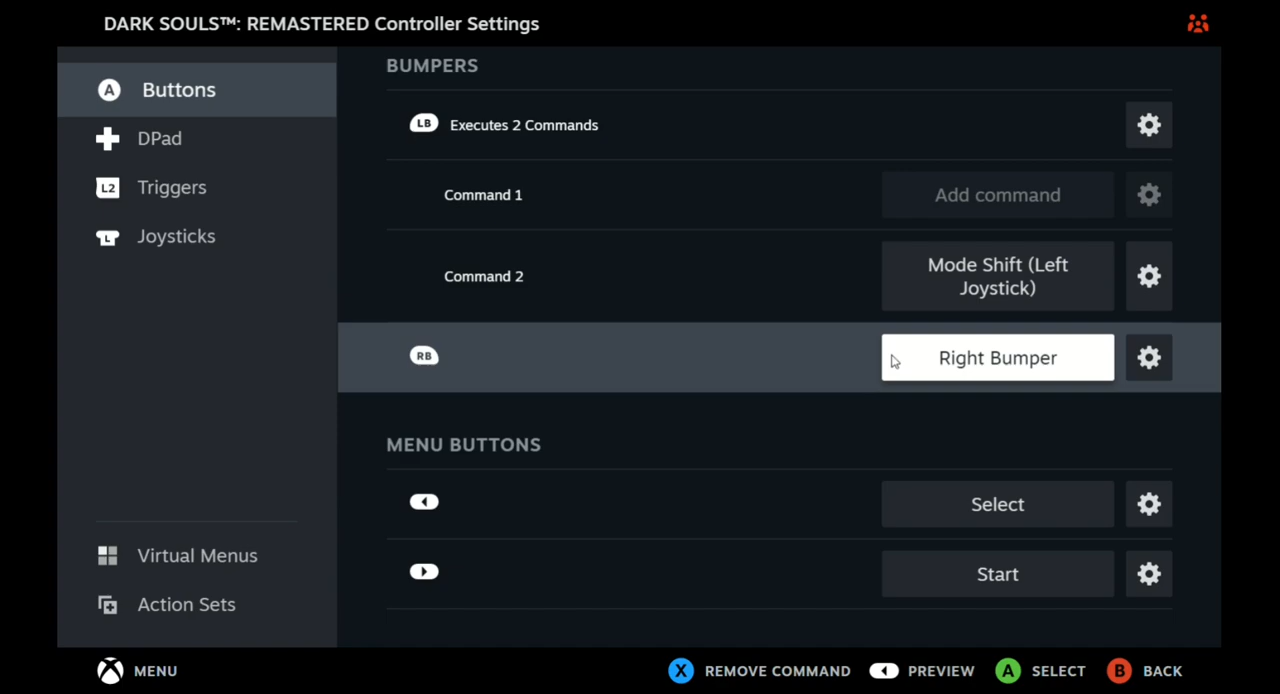 DARK SOULS™: REMASTERED Controller Settings
A Buttons
DPad
L2 Triggers
L Joysticks
Virtual Menus
Action Sets
BUMPERS
LB Executes 2 Commands
Command 1 Add command
Command 2 Mode Shift (Left
Joystick)
RB Right Bumper
MENU BUTTONS
Select
Start
MENU X REMOVE COMMAND PREVIEW A SELECT B BACK